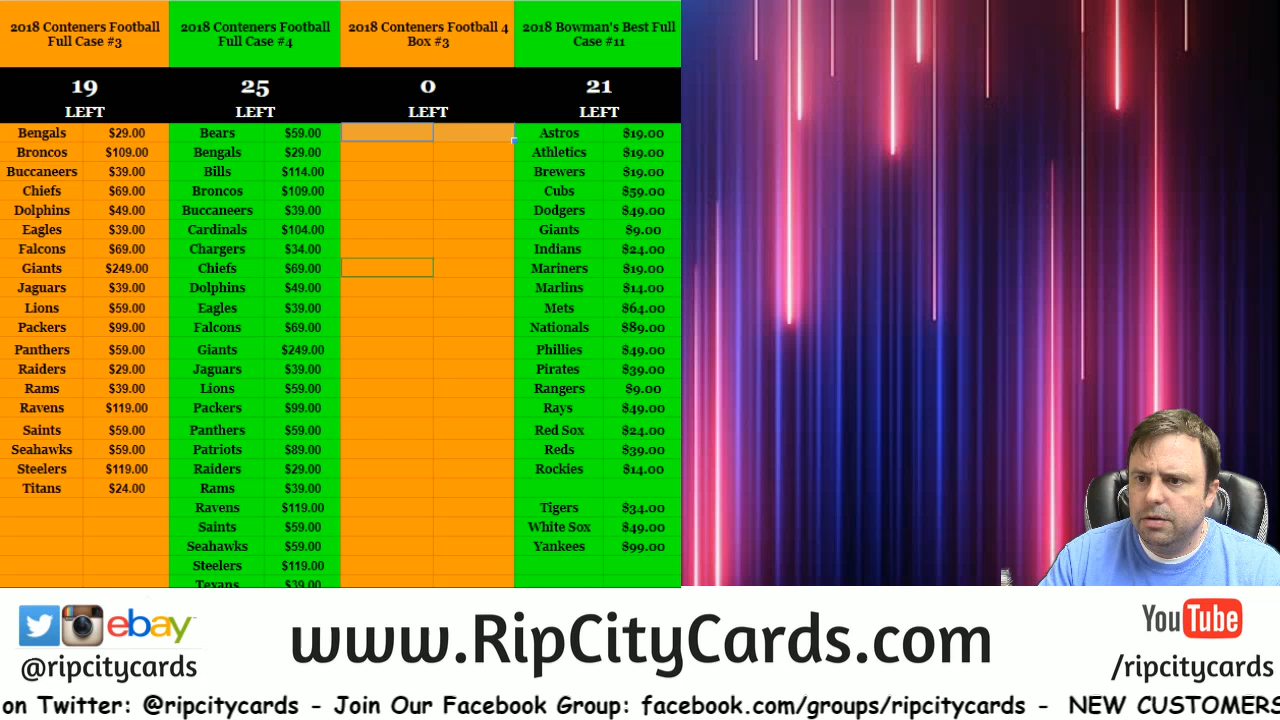 2018 Conteners Football
Full Case #3
19
LEFT
Bengals $29.00
Broncos $109.00
Buccaneers $39.00
Chiefs $69.00
Dolphins $49.00
Eagles $39.00
Falcons $69.00
Giants $249.00
Jaguars $39.00
Lions $59.00
Packers $99.00
Panthers $59.00
Raiders $29.00
Rams $39.00
Ravens $119.00
Saints $59.00
Seahawks $59.00
Steelers $119.00
Titans $24.00
2018 Conteners Football
Full Case #4
25
LEFT
Bears $59.00
Bengals $29.00
Bills $114.00
Broncos $109.00
Buccaneers $39.00
Cardinals $104.00
Chargers $34.00
Chiefs $69.00
Dolphins $49.00
Eagles $39.00
Falcons $69.00
Giants $249.00
Jaguars $39.00
Lions $59.00
Packers $99.00
Panthers $59.00
Patriots $89.00
Raiders $29.00
Rams $39.00
Ravens $119.00
Saints $59.00
Seahawks $59.00
Steelers $119.00
Texans $39.00
2018 Conteners Football 4
Box #3
0
LEFT
2018 Bowman's Best Full
Case #11
21
LEFT
Astros $19.00
Athletics $19.00
Brewers $19.00
Cubs $59.00
Dodgers $49.00
Giants $9.00
Indians $24.00
Mariners $19.00
Marlins $14.00
Mets $64.00
Nationals $89.00
Phillies $49.00
Pirates $39.00
Rangers $9.00
Rays $49.00
Red Sox $24.00
Reds $39.00
Rockies $14.00
Tigers $34.00
White Sox $49.00
Yankees $99.00
ebay
@ripcitycards
www.RipCityCards.com
YouTube
/ripcitycards
on Twitter: @ripcitycards - Join Our Facebook Group: facebook.com/groups/ripcitycards - NEW CUSTOMERS